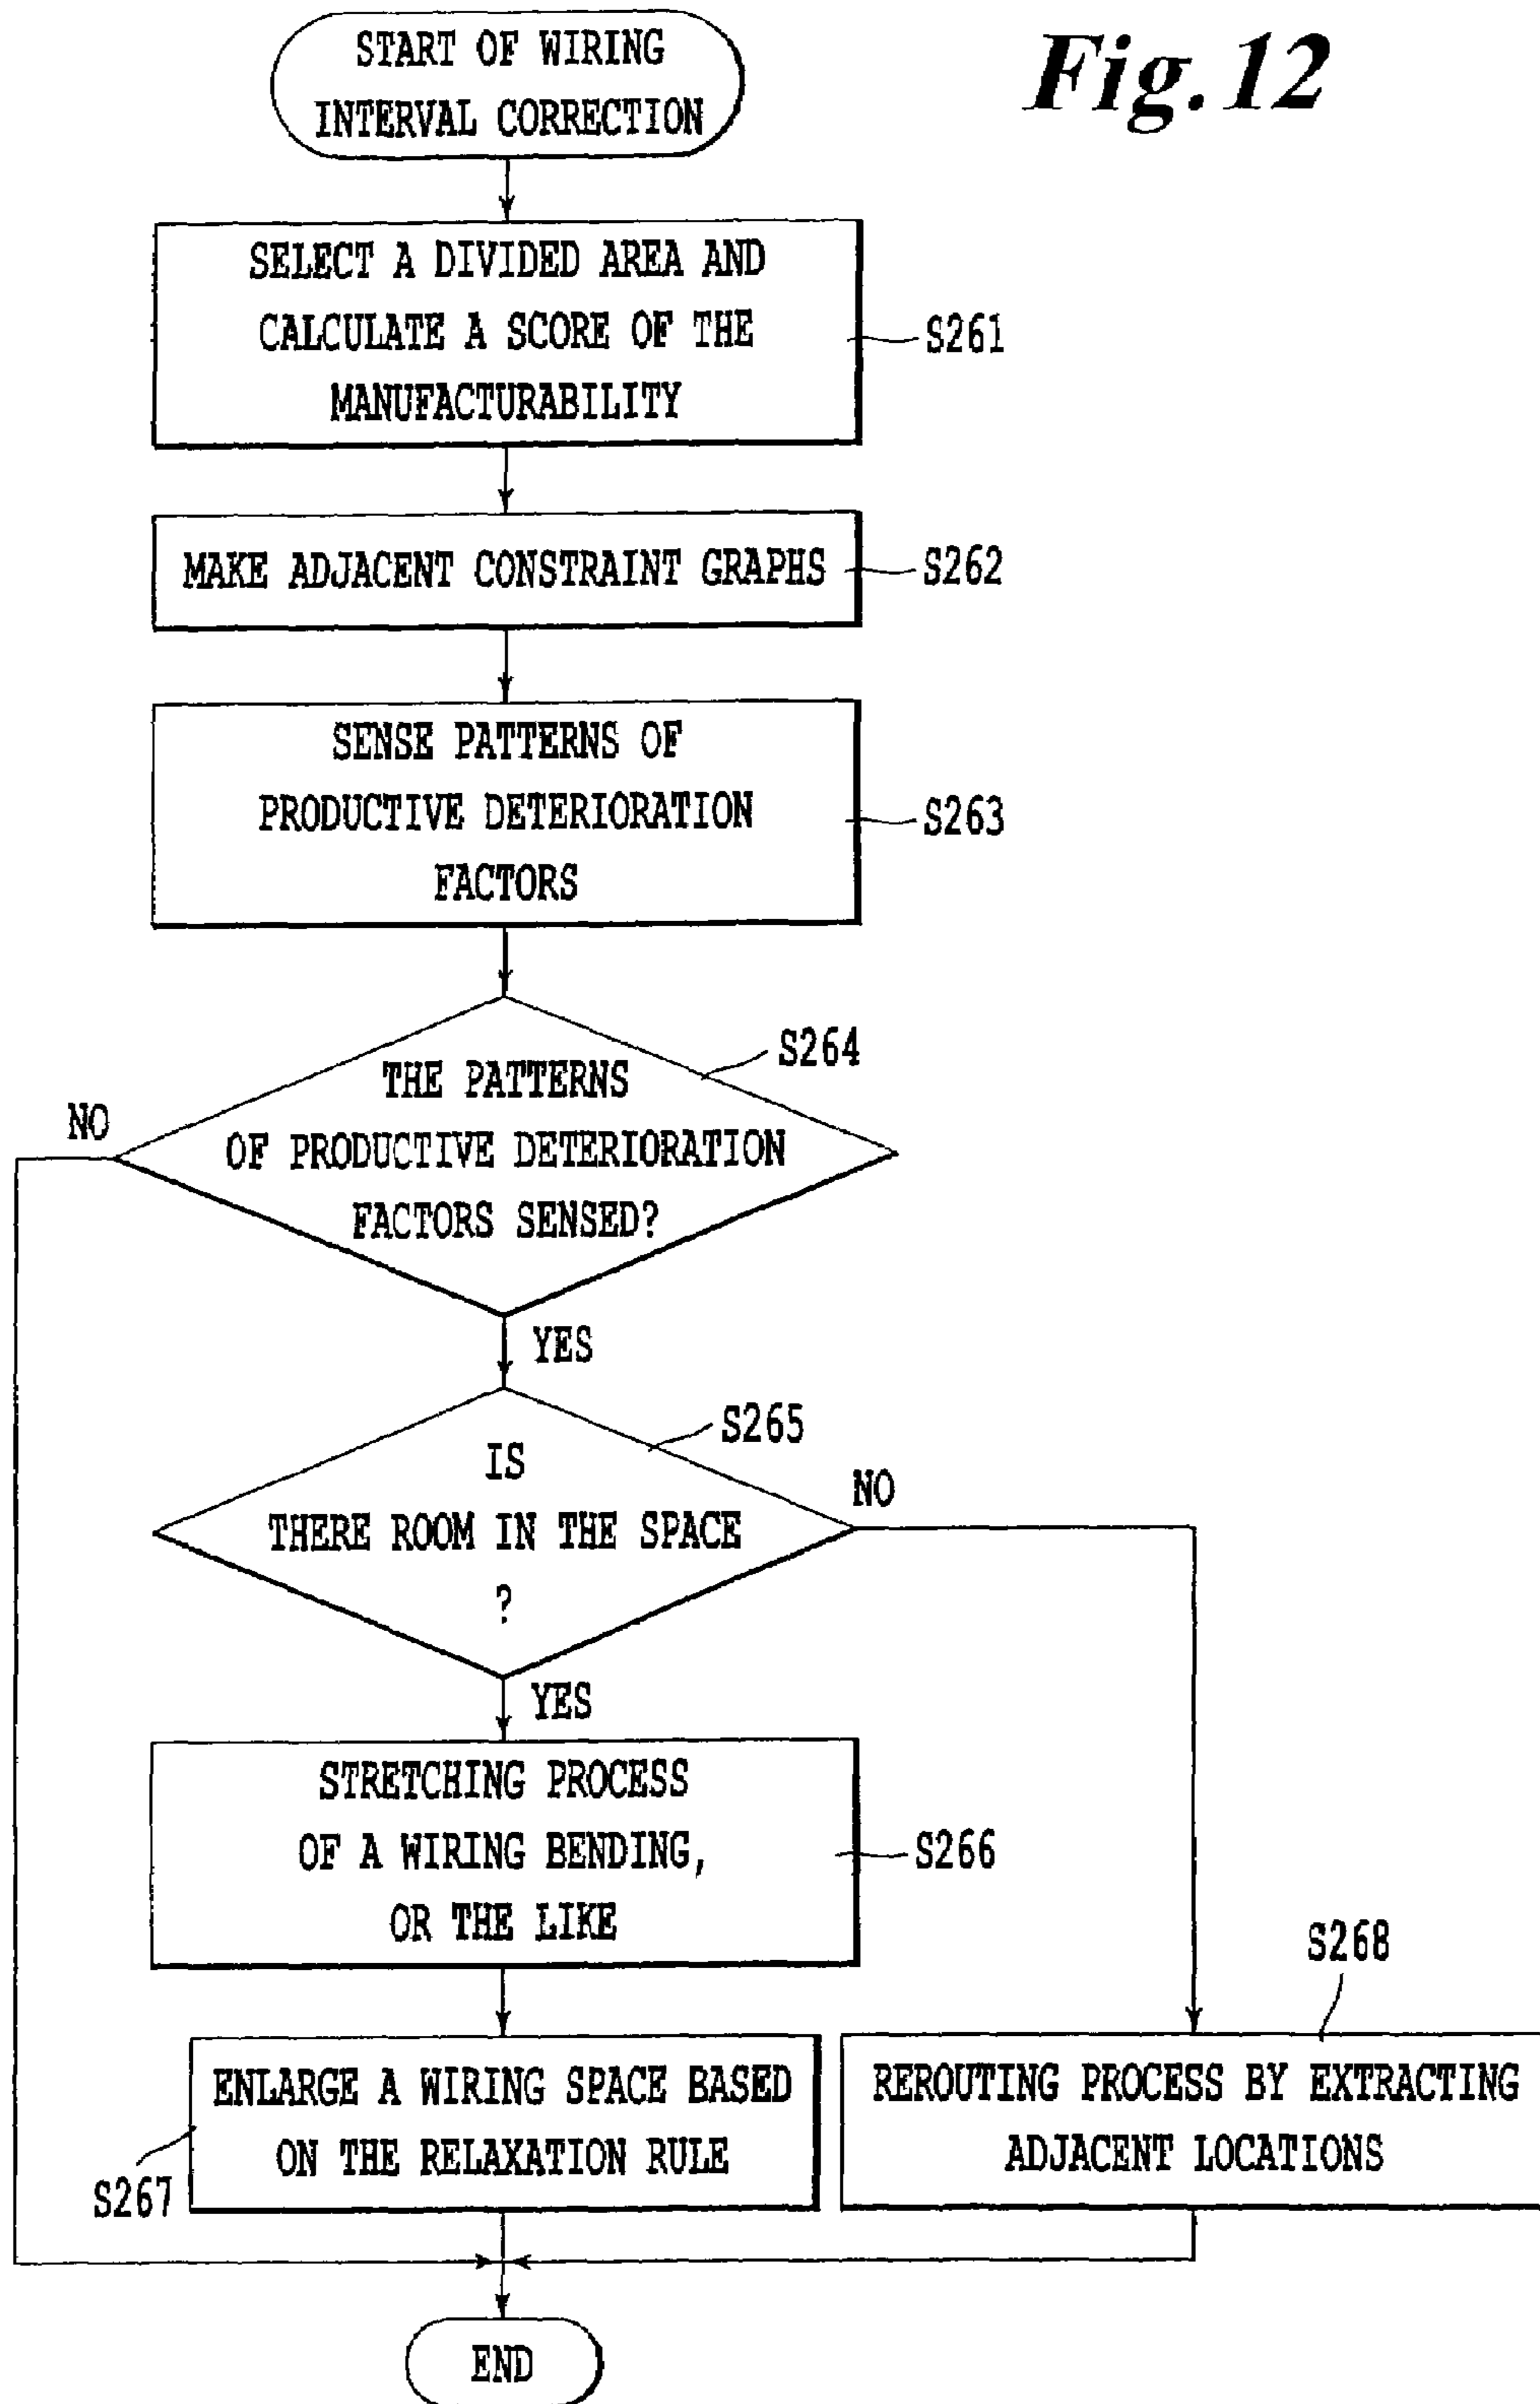 Fig.12
START OF WIRING
INTERVAL CORRECTION
SELECT A DIVIDED AREA AND
CALCULATE A SCORE OF THE
MANUFACTURABILITY
S261
MAKE ADJACENT CONSTRAINT GRAPHS
S262
SENSE PATTERNS OF
PRODUCTIVE DETERIORATION
FACTORS
S263
S264
THE PATTERNS
OF PRODUCTIVE DETERIORATION
FACTORS SENSED?
NO
YES
S265
IS
THERE ROOM IN THE SPACE
?
NO
YES
STRETCHING PROCESS
OF A WIRING BENDING,
OR THE LIKE
S266
S268
ENLARGE A WIRING SPACE BASED
ON THE RELAXATION RULE
S267
REROUTING PROCESS BY EXTRACTING
ADJACENT LOCATIONS
END